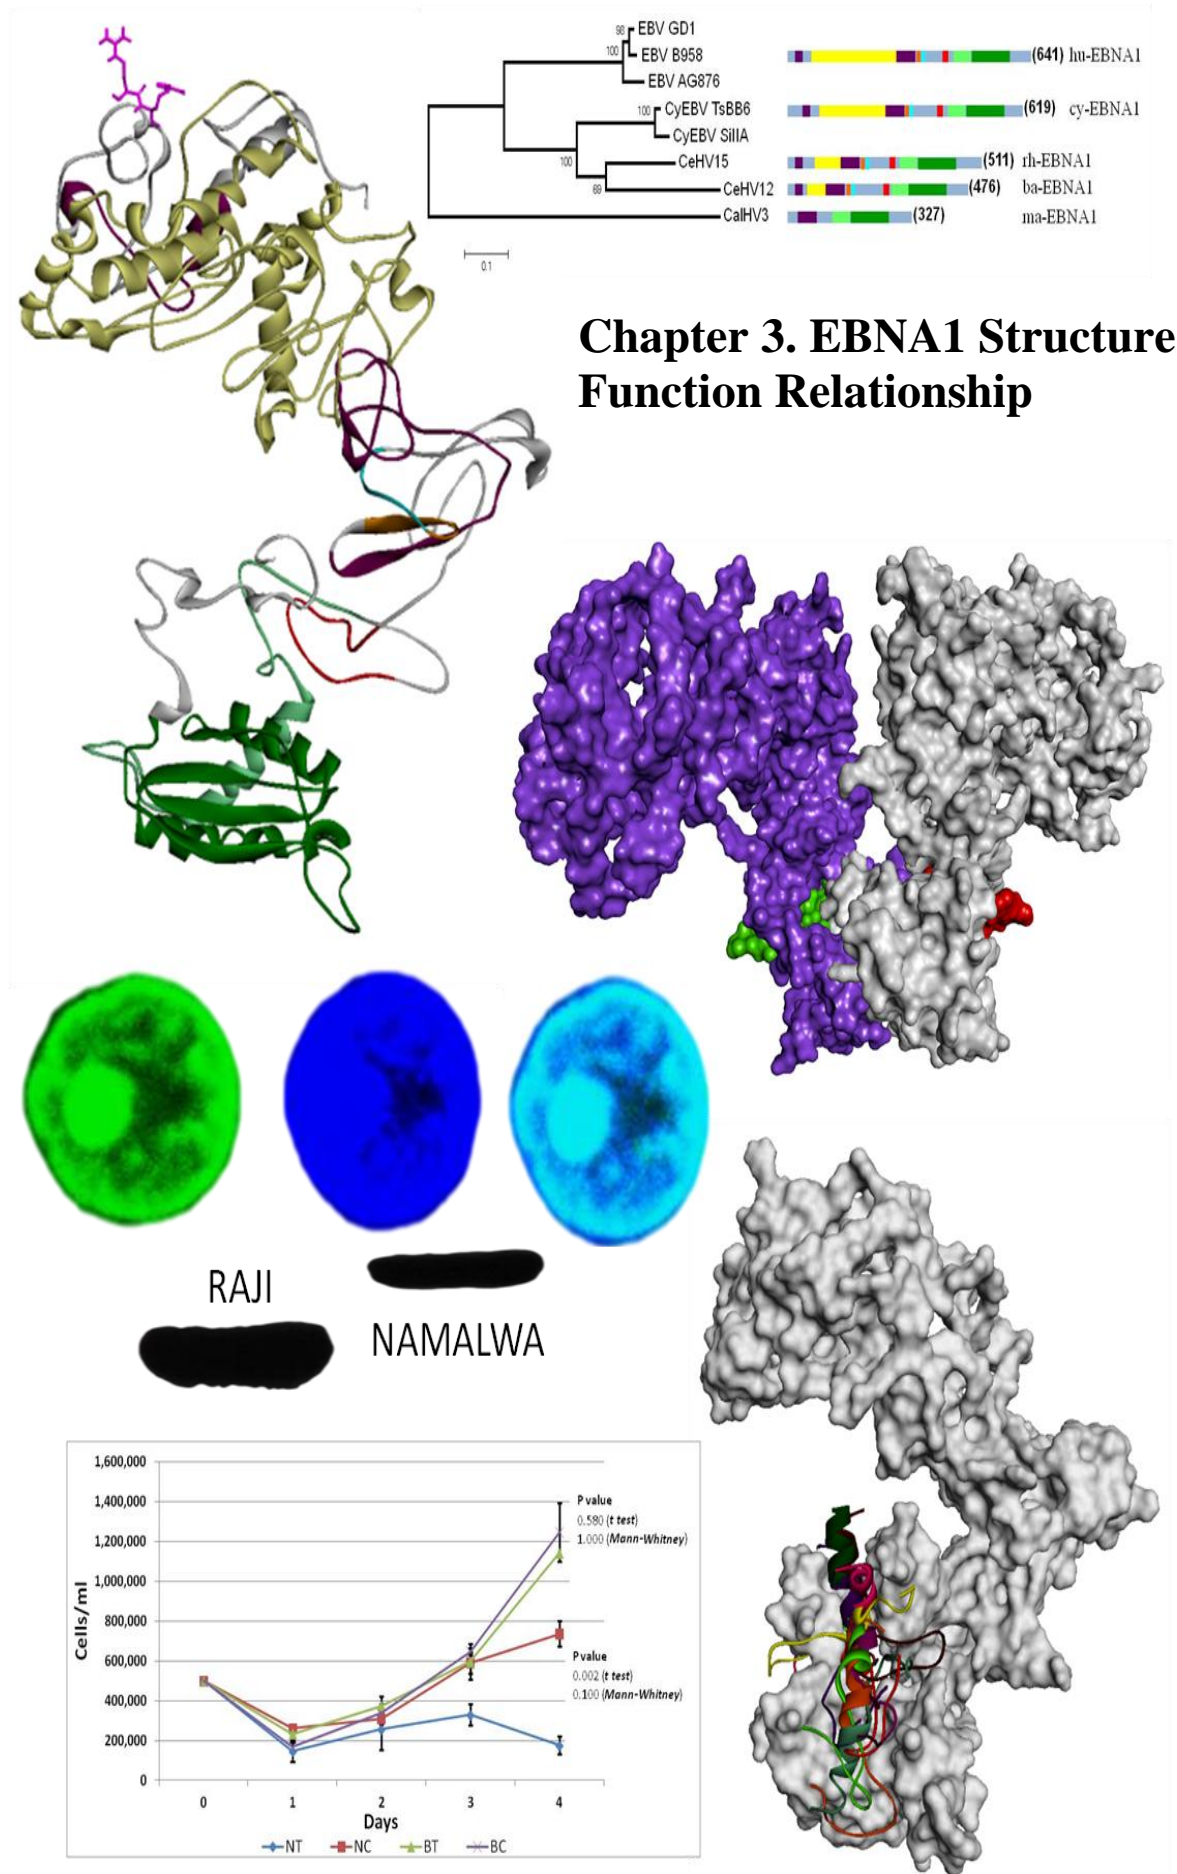 EBV GD1
98
EBV B958
100
EBV AG876
(641) hu-EBNA1
CyEBV TsBB6
100
CyEBV SiIIA
(619) cy-EBNA1
100
CeHV15
(511) rh-EBNA1
69
CeHV12
(476) ba-EBNA1
CalHV3
(327) ma-EBNA1
0.1
Chapter 3. EBNA1 Structure
Function Relationship
RAJI
NAMALWA
1,600,000
1,400,000
1,200,000
1,000,000
800,000
600,000
400,000
200,000
0
Cells/ml
P value
0.580 (t test)
1.000 (Mann-Whitney)
P value
0.002 (t test)
0.100 (Mann-Whitney)
0 1 2 3 4
Days
NT NC BT BC